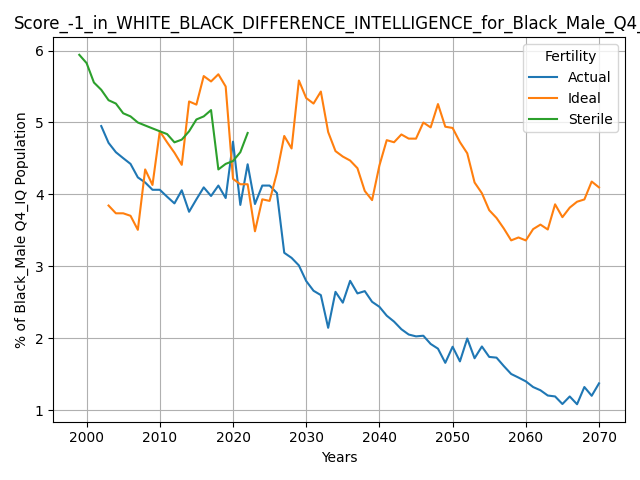 Score_-1_in_WHITE_BLACK_DIFFERENCE_INTELLIGENCE_for_Black_Male_Q4_
% of Black_Male Q4_IQ Population
6
5
4
3
2
1
Fertility
Actual
Ideal
Sterile
2000 2010 2020 2030 2040 2050 2060 2070
Years